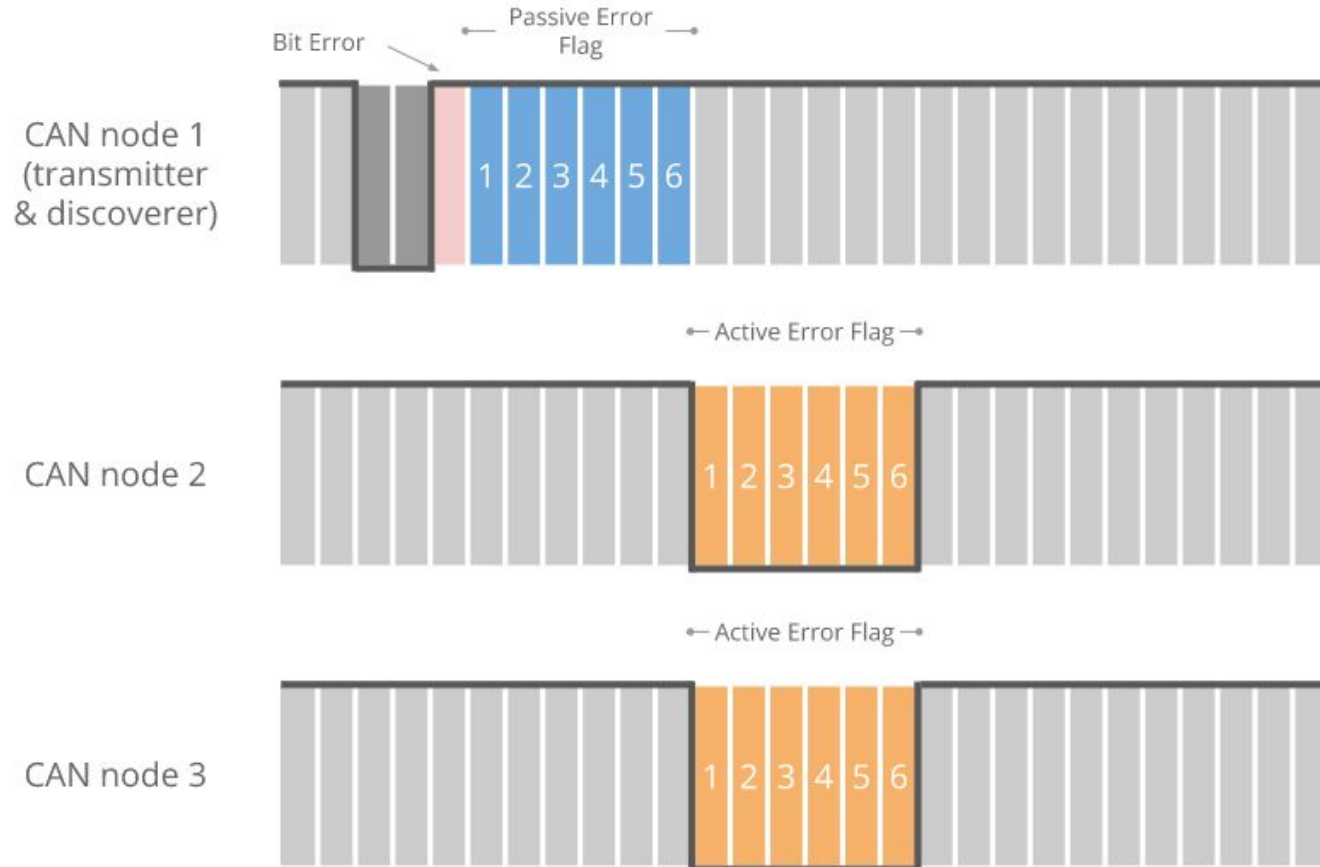 Passive Error
Flag
Bit Error
CAN node 1
(transmitter
& discoverer)
1 2 3 4 5 6
Active Error Flag
CAN node 2
1 2 3 4 5 6
Active Error Flag
CAN node 3
1 2 3 4 5 6